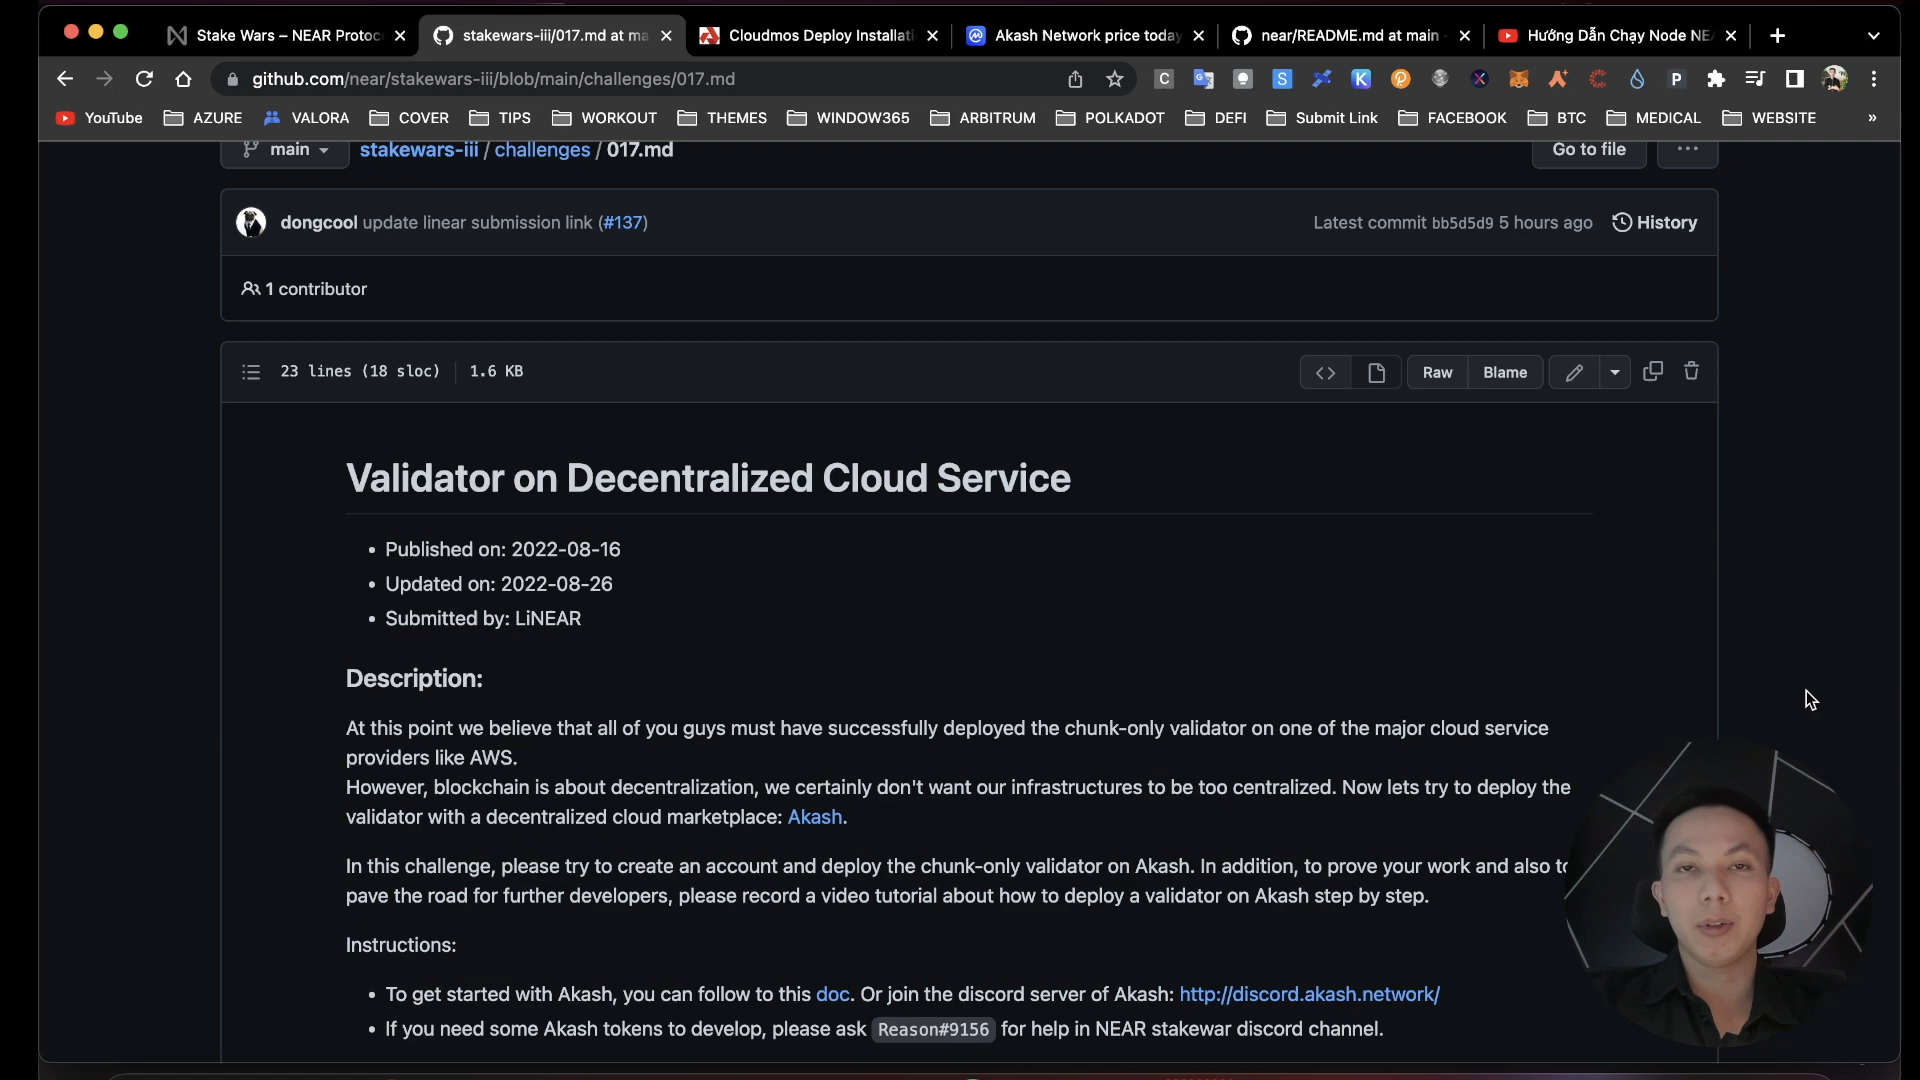 Stake Wars – NEAR Protoc
stakewars-iii/017.md at ma
Cloudmos Deploy Installati
Akash Network price today
near/README.md at main
Hướng Dẫn Chạy Node NEA
github.com/near/stakewars-iii/blob/main/challenges/017.md
YouTube
AZURE
VALORA
COVER
TIPS
WORKOUT
THEMES
WINDOW365
ARBITRUM
POLKADOT
DEFI
Submit Link
FACEBOOK
BTC
MEDICAL
WEBSITE
»
main
stakewars-iii / challenges / 017.md
Go to file
dongcool update linear submission link (#137)
Latest commit bb5d5d9 5 hours ago
History
1 contributor
23 lines (18 sloc)
1.6 KB
Raw
Blame
Validator on Decentralized Cloud Service
• Published on: 2022-08-16
• Updated on: 2022-08-26
• Submitted by: LiNEAR
Description:
At this point we believe that all of you guys must have successfully deployed the chunk-only validator on one of the major cloud service
providers like AWS.
However, blockchain is about decentralization, we certainly don't want our infrastructures to be too centralized. Now lets try to deploy the
validator with a decentralized cloud marketplace: Akash.
In this challenge, please try to create an account and deploy the chunk-only validator on Akash. In addition, to prove your work and also to
pave the road for further developers, please record a video tutorial about how to deploy a validator on Akash step by step.
Instructions:
• To get started with Akash, you can follow to this doc. Or join the discord server of Akash: http://discord.akash.network/
• If you need some Akash tokens to develop, please ask Reason#9156 for help in NEAR stakewar discord channel.